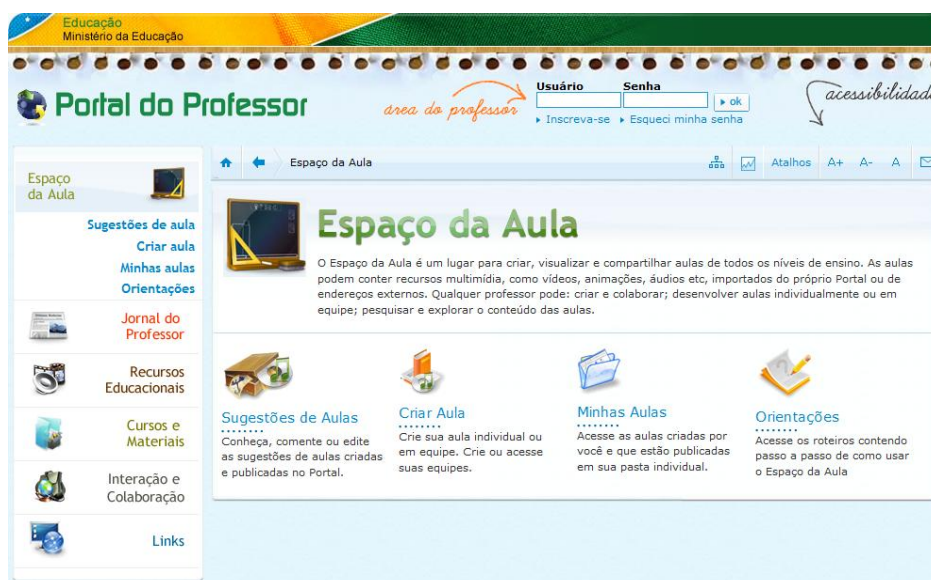 Educação
Ministério da Educação
Portal do Professor
área do professor
Usuário Senha
ok
Inscreva-se Esqueci minha senha
acessibilidad
Espaço da Aula
Atalhos A+ A- A
Espaço
da Aula
Sugestões de aula
Criar aula
Minhas aulas
Orientações
Jornal do
Professor
Recursos
Educacionais
Cursos e
Materiais
Interação e
Colaboração
Links
Espaço da Aula
O Espaço da Aula é um lugar para criar, visualizar e compartilhar aulas de todos os níveis de ensino. As aulas
podem conter recursos multimídia, como vídeos, animações, áudios etc, importados do próprio Portal ou de
endereços externos. Qualquer professor pode: criar e colaborar; desenvolver aulas individualmente ou em
equipe; pesquisar e explorar o conteúdo das aulas.
Sugestões de Aulas
Conheça, comente ou edite
as sugestões de aulas criadas
e publicadas no Portal.
Criar Aula
Crie sua aula individual ou
em equipe. Crie ou acesse
suas equipes.
Minhas Aulas
Acesse as aulas criadas por
você e que estão publicadas
em sua pasta individual.
Orientações
Acesse os roteiros contendo
passo a passo de como usar
o Espaço da Aula